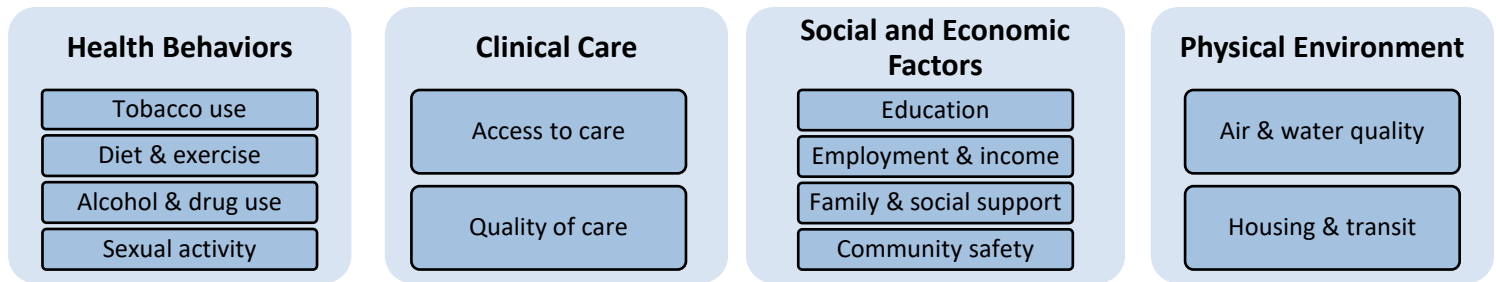 Health Behaviors
Tobacco use
Diet & exercise
Alcohol & drug use
Sexual activity
Clinical Care
Access to care
Quality of care
Social and Economic
Factors
Education
Employment & income
Family & social support
Community safety
Physical Environment
Air & water quality
Housing & transit